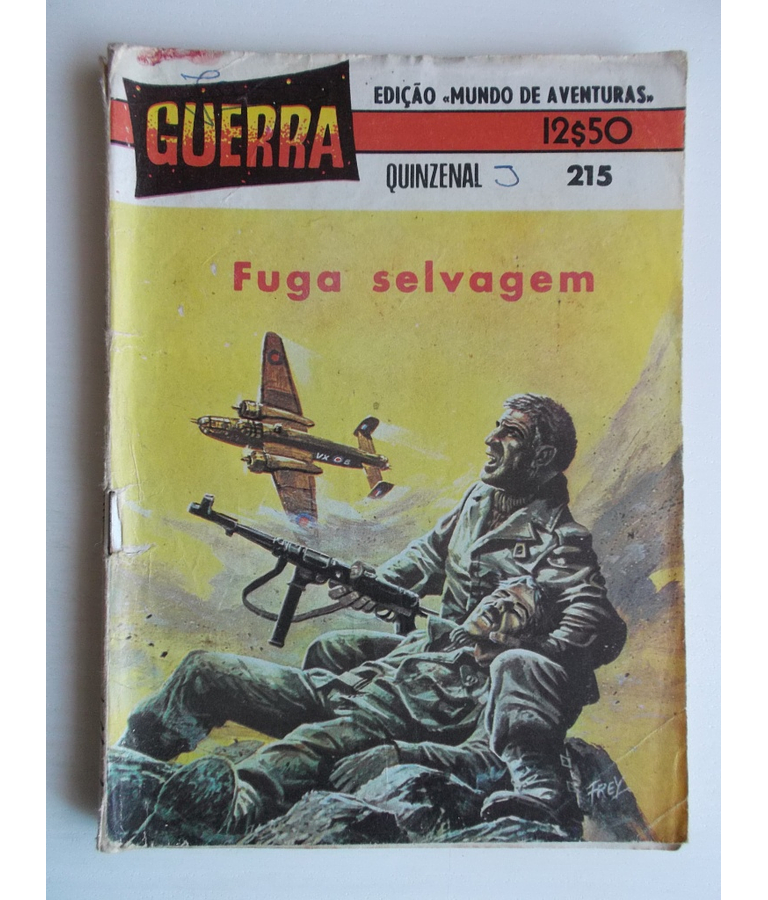 GUERRA
EDIÇÃO «MUNDO DE AVENTURAS»
12$50
QUINZENAL 215
Fuga selvagem
VX
FREY